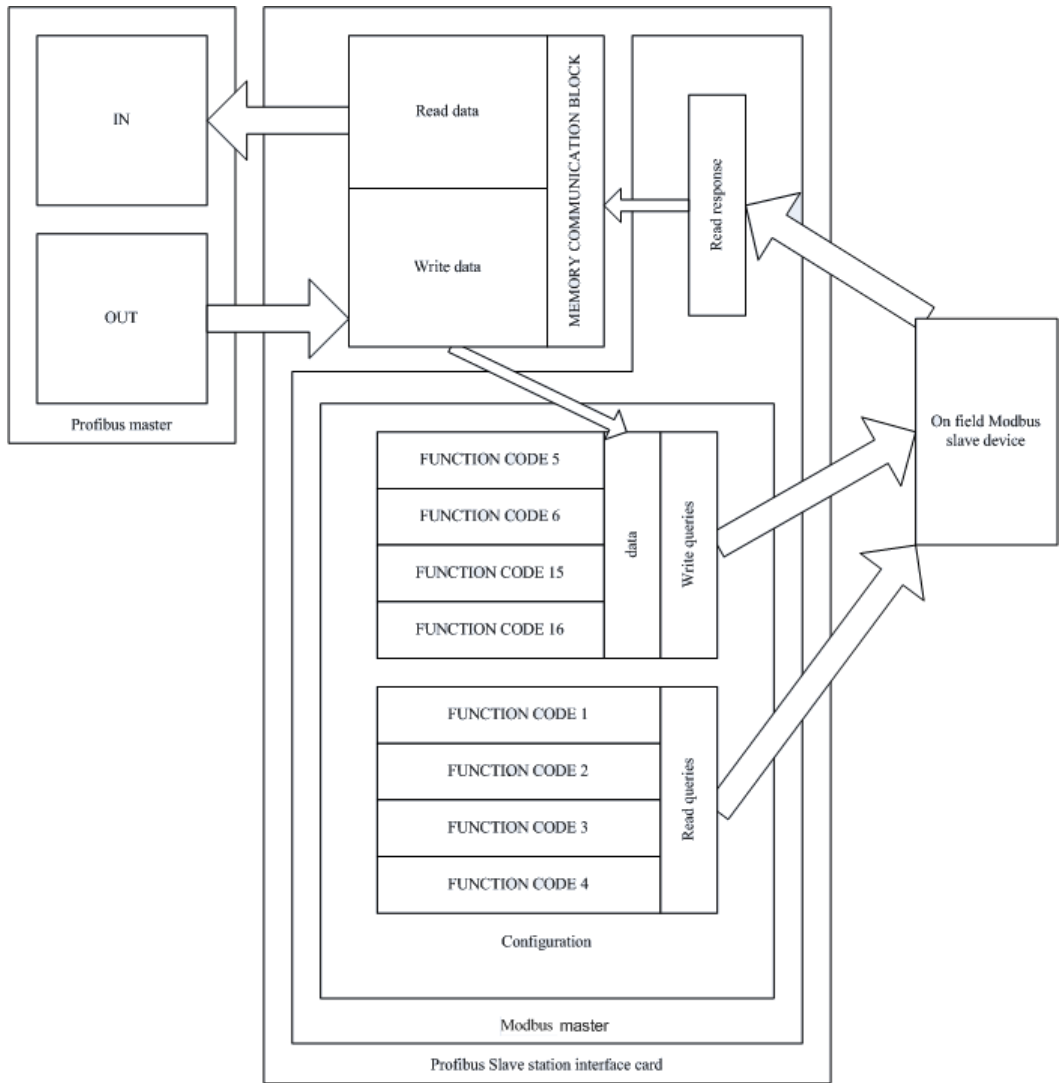 IN
OUT
Profibus master
Read data
Write data
MEMORY COMMUNICATION BLOCK
Read response
On field Modbus
slave device
FUNCTION CODE 5
FUNCTION CODE 6
FUNCTION CODE 15
FUNCTION CODE 16
data
Write queries
FUNCTION CODE 1
FUNCTION CODE 2
FUNCTION CODE 3
FUNCTION CODE 4
Read queries
Configuration
Modbus master
Profibus Slave station interface card